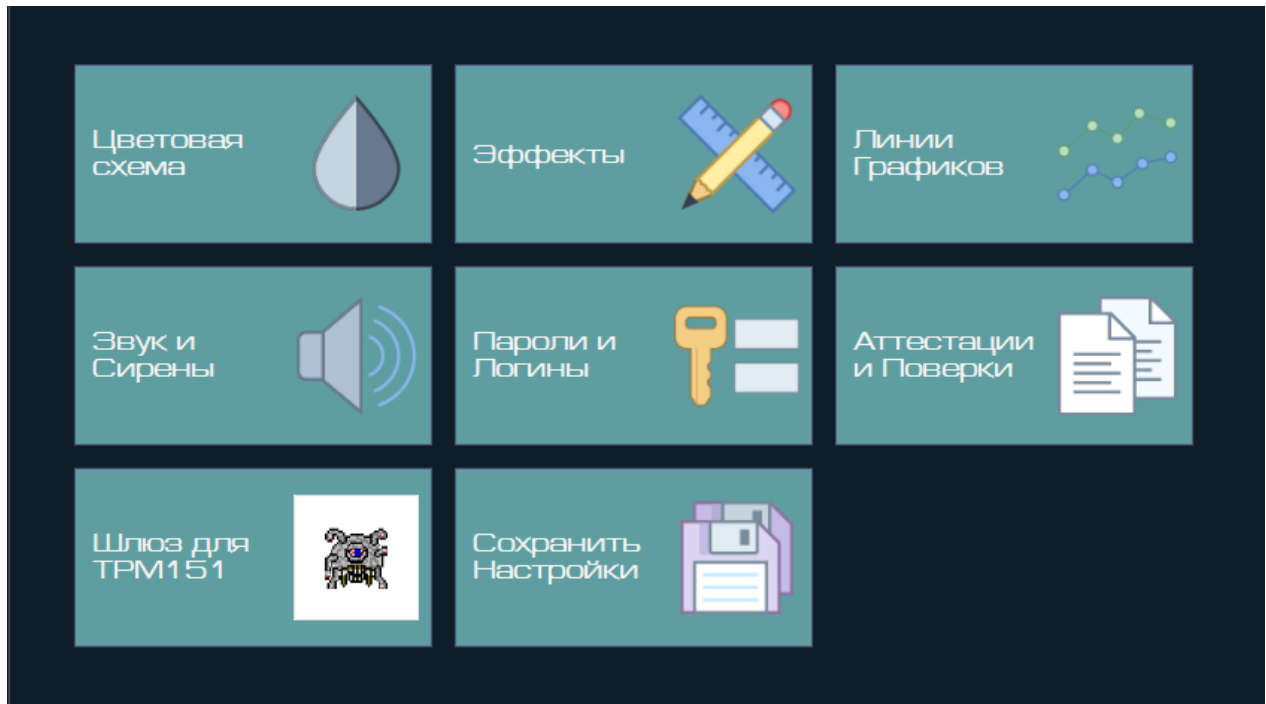 Цветовая
схема
Эффекты
Линии
Графиков
Звук и
Сирены
Пароли и
Логины
Аттестации
и Поверки
Шлюз для
ТРМ151
Сохранить
Настройки